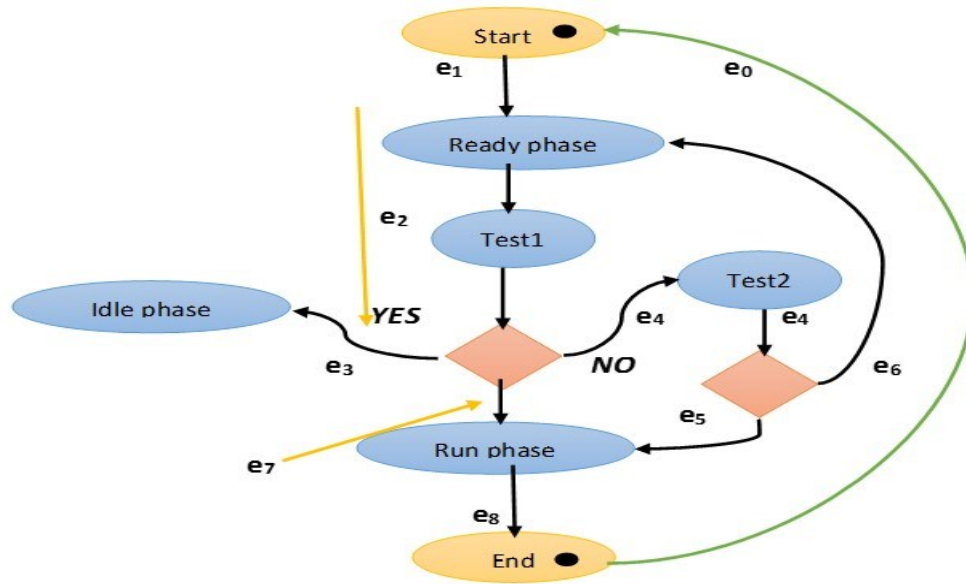 Start
e₁
e₀
Ready phase
e₂
Test1
Test2
Idle phase
YES
e₄
e₄
e₃
NO
e₆
e₅
Run phase
e₇
e₈
End